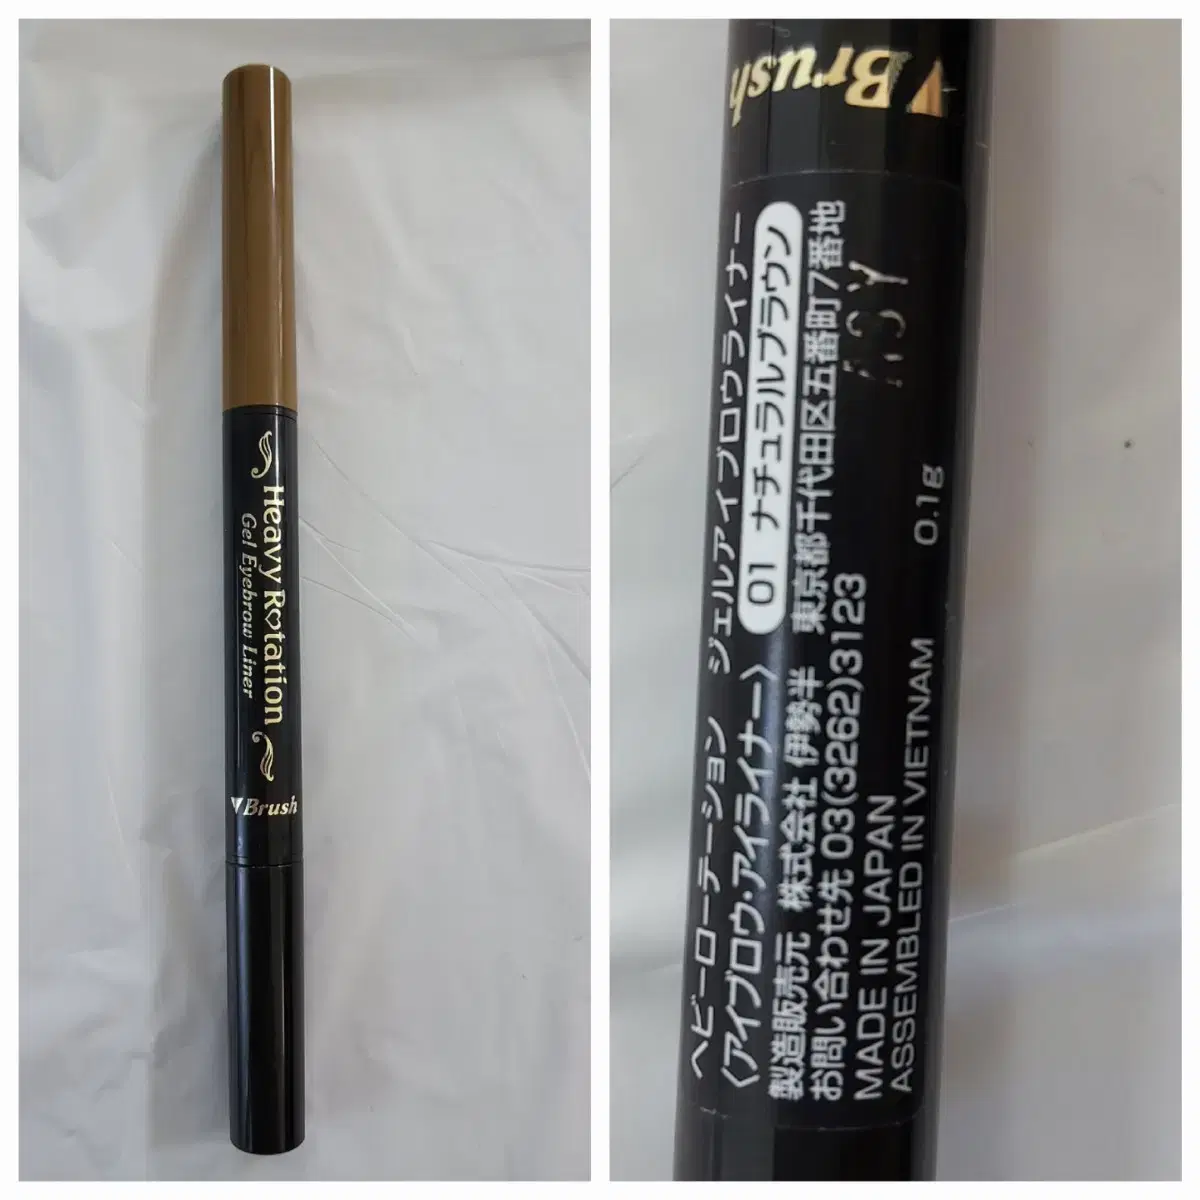 Heavy Rotation
Gel Eyebrow Liner
Brush
Brush
ヘビーローテーション ジェルアイブロウライナー
〈アイブロウ・アイライナー〉 01 ナチュラルブラウン
製造販売元 株式会社 伊勢半 東京都千代田区五番町7番地
お問い合わせ先 03(3262)3123
MADE IN JAPAN
ASSEMBLED IN VIETNAM 0.1g
A3Y